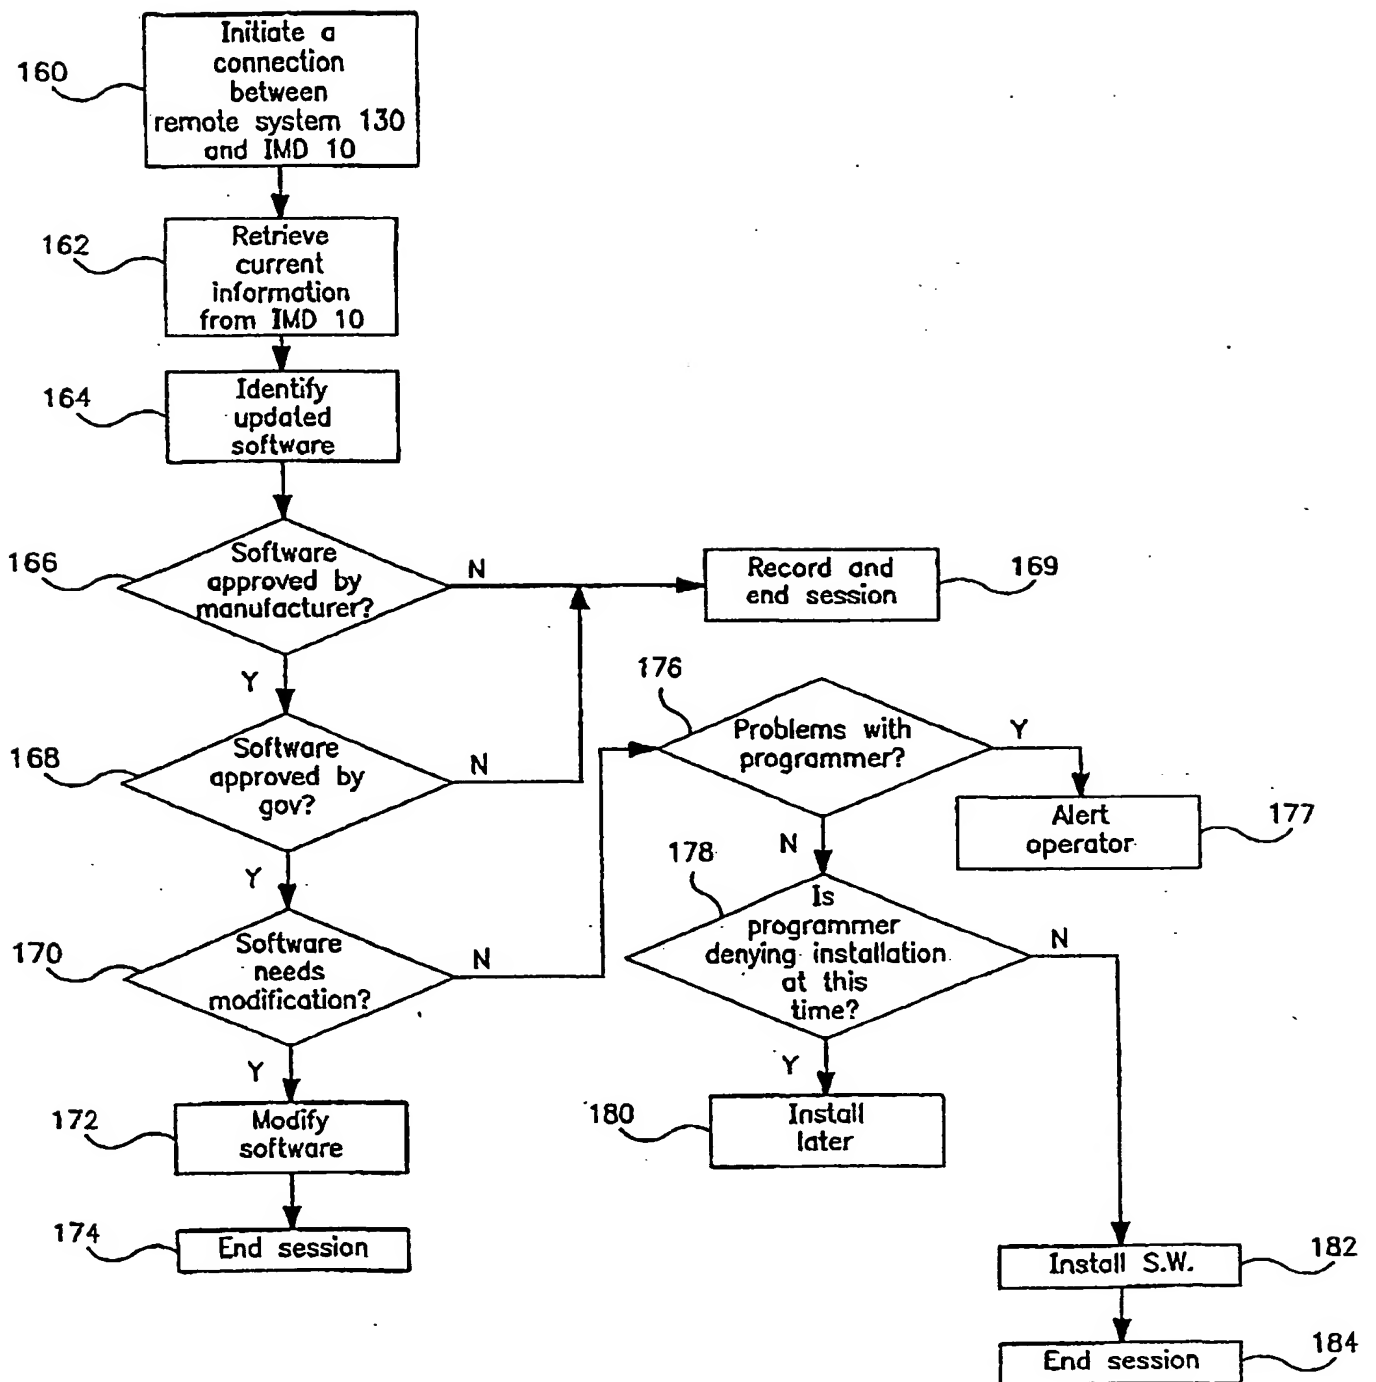 160
Initiate a
connection
between
remote system 130
and IMD 10
162
Retrieve
current
information
from IMD 10
164
Identify
updated
software
166
Software
approved by
manufacturer?
N
Record and
end session
169
Y
168
Software
approved by
gov?
N
176
Problems with
programmer?
Y
Alert
operator
177
Y
N
178
Is
programmer
denying installation
at this
time?
N
170
Software
needs
modification?
N
Y
Y
172
Modify
software
180
Install
later
174
End session
Install S.W.
182
End session
184